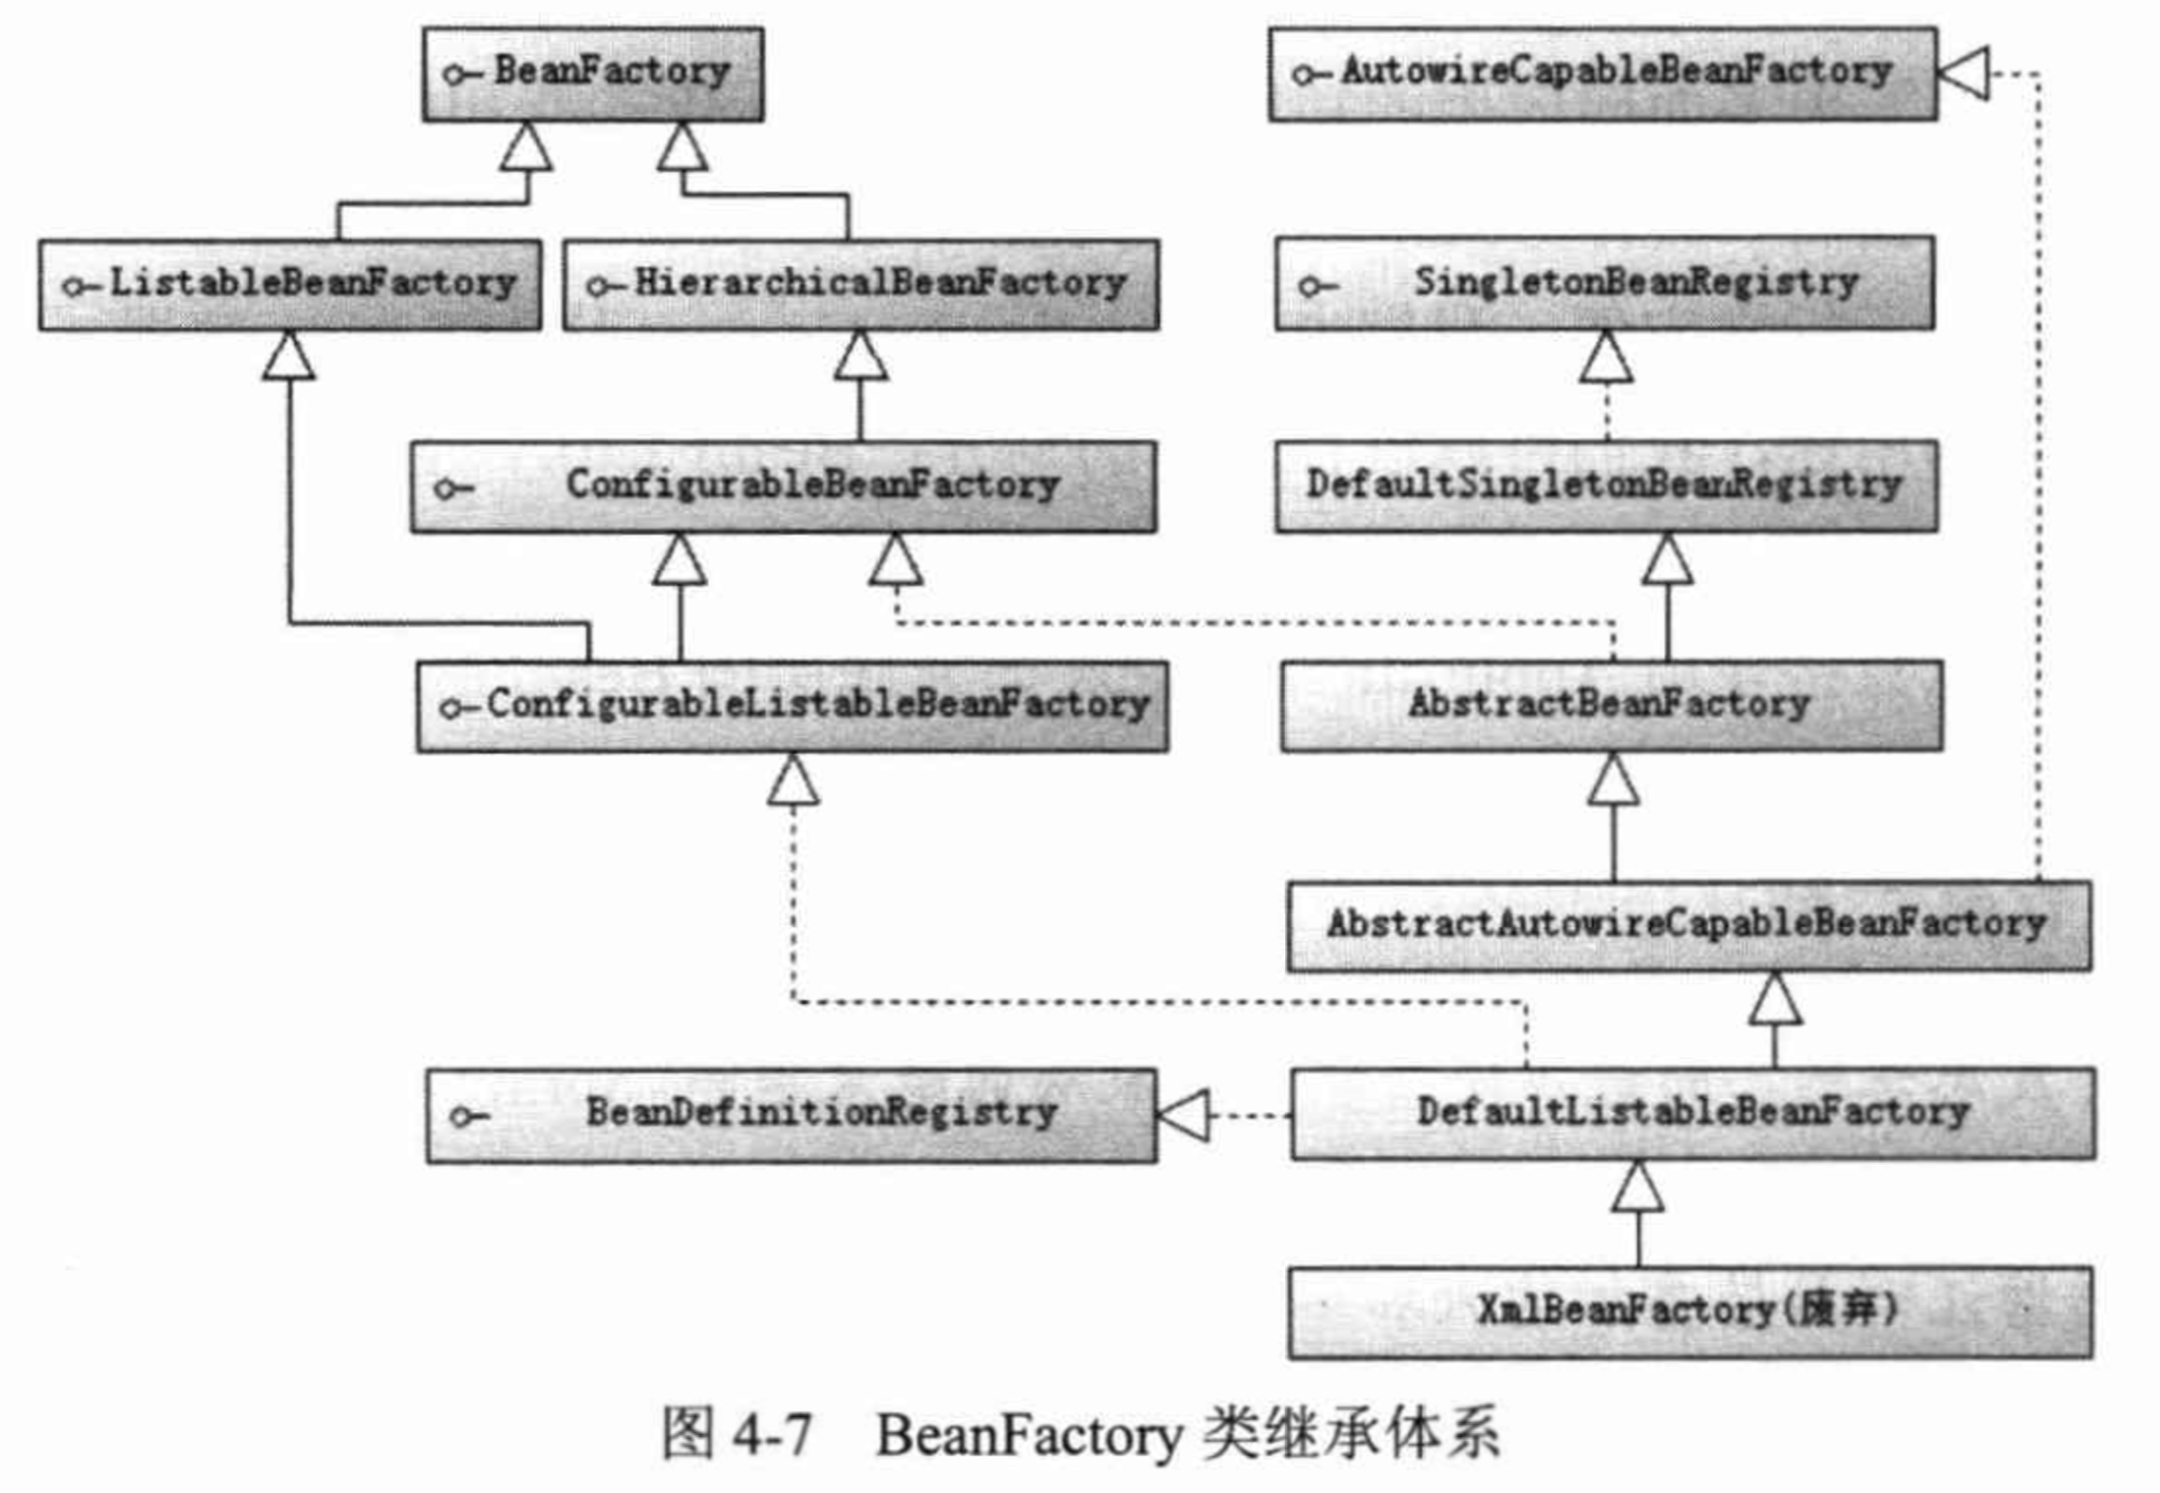 BeanFactory
AutowireCapableBeanFactory
ListableBeanFactory
HierarchicalBeanFactory
SingletonBeanRegistry
ConfigurableBeanFactory
DefaultSingletonBeanRegistry
ConfigurableListableBeanFactory
AbstractBeanFactory
AbstractAutowireCapableBeanFactory
BeanDefinitionRegistry
DefaultListableBeanFactory
XmlBeanFactory(废弃)
图 4-7 BeanFactory 类继承体系